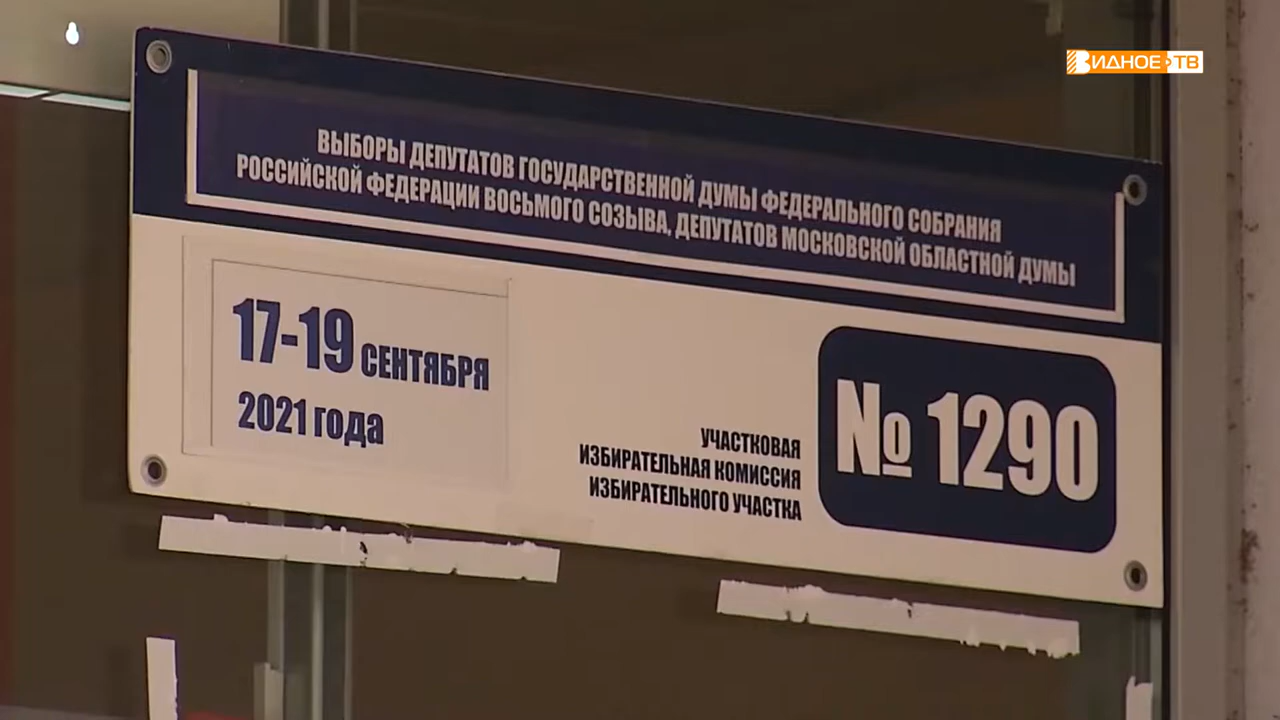 ВИДНОЕ ТВ
ВЫБОРЫ ДЕПУТАТОВ ГОСУДАРСТВЕННОЙ ДУМЫ ФЕДЕРАЛЬНОГО СОБРАНИЯ
РОССИЙСКОЙ ФЕДЕРАЦИИ ВОСЬМОГО СОЗЫВА, ДЕПУТАТОВ МОСКОВСКОЙ ОБЛАСТНОЙ ДУМЫ
17-19 СЕНТЯБРЯ
2021 года
УЧАСТКОВАЯ
ИЗБИРАТЕЛЬНАЯ КОМИССИЯ
ИЗБИРАТЕЛЬНОГО УЧАСТКА
№ 1290